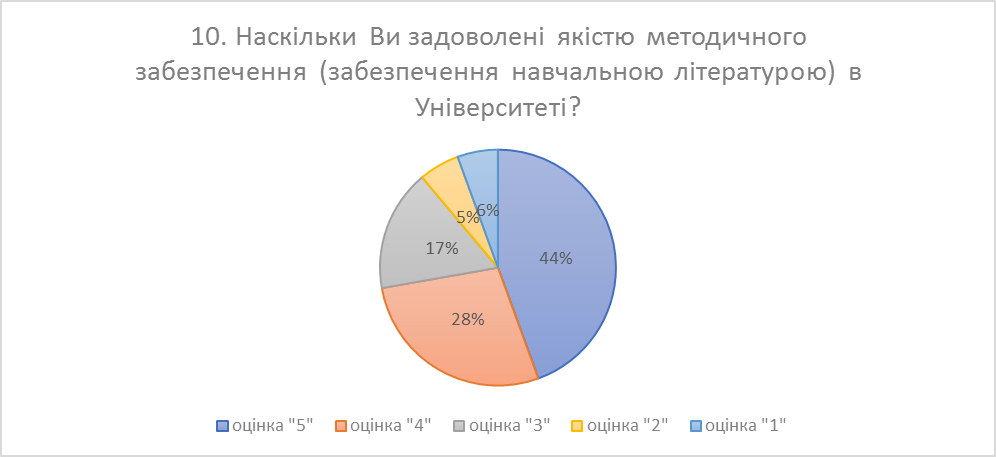 10. Наскільки Ви задоволені якістю методичного
забезпечення (забезпечення навчальною літературою) в
Університеті?
6%
5%
17%
44%
28%
оцінка "5" оцінка "4" оцінка "3" оцінка "2" оцінка "1"